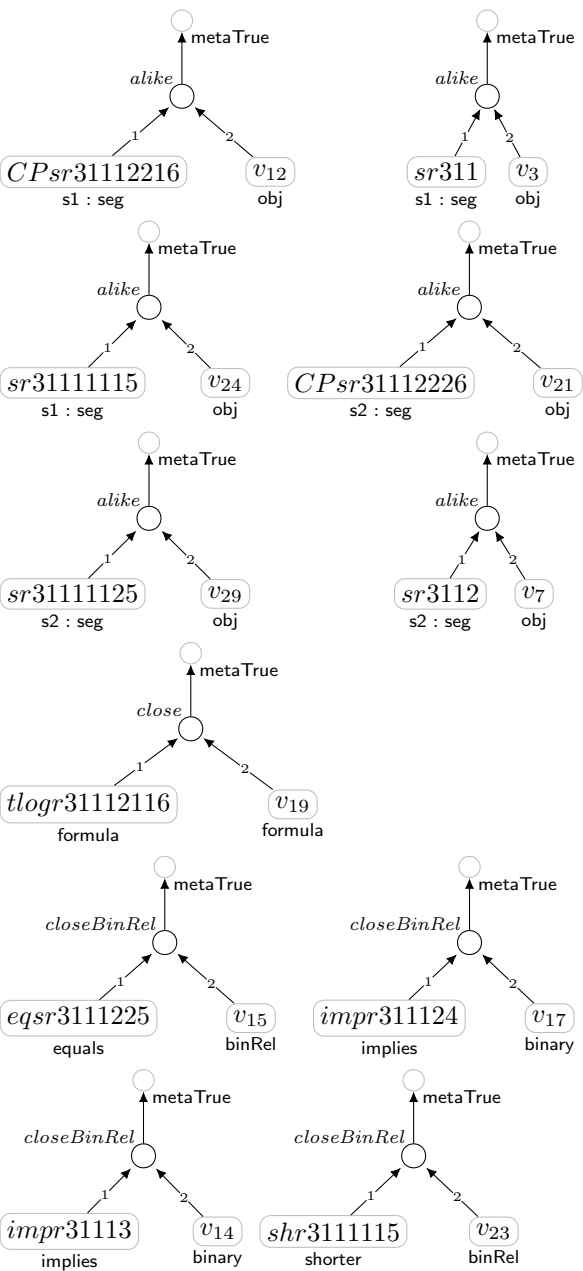 metaTrue metaTrue
alike alike
1 2 1 2
CPsr31112216 v12 sr311 v3
s1 : seg obj s1 : seg obj
metaTrue metaTrue
alike alike
1 2 1 2
sr31111115 v24 CPsr31112226 v21
s1 : seg obj s2 : seg obj
metaTrue metaTrue
alike alike
1 2 1 2
sr31111125 v29 sr3112 v7
s2 : seg obj s2 : seg obj
metaTrue
close
1 2
tlogr31112116 v19
formula formula
metaTrue metaTrue
closeBinRel closeBinRel
1 2 1 2
eqsr3111225 v15 impr311124 v17
equals binRel implies binary
metaTrue metaTrue
closeBinRel closeBinRel
1 2 1 2
impr31113 v14 shr3111115 v23
implies binary shorter binRel